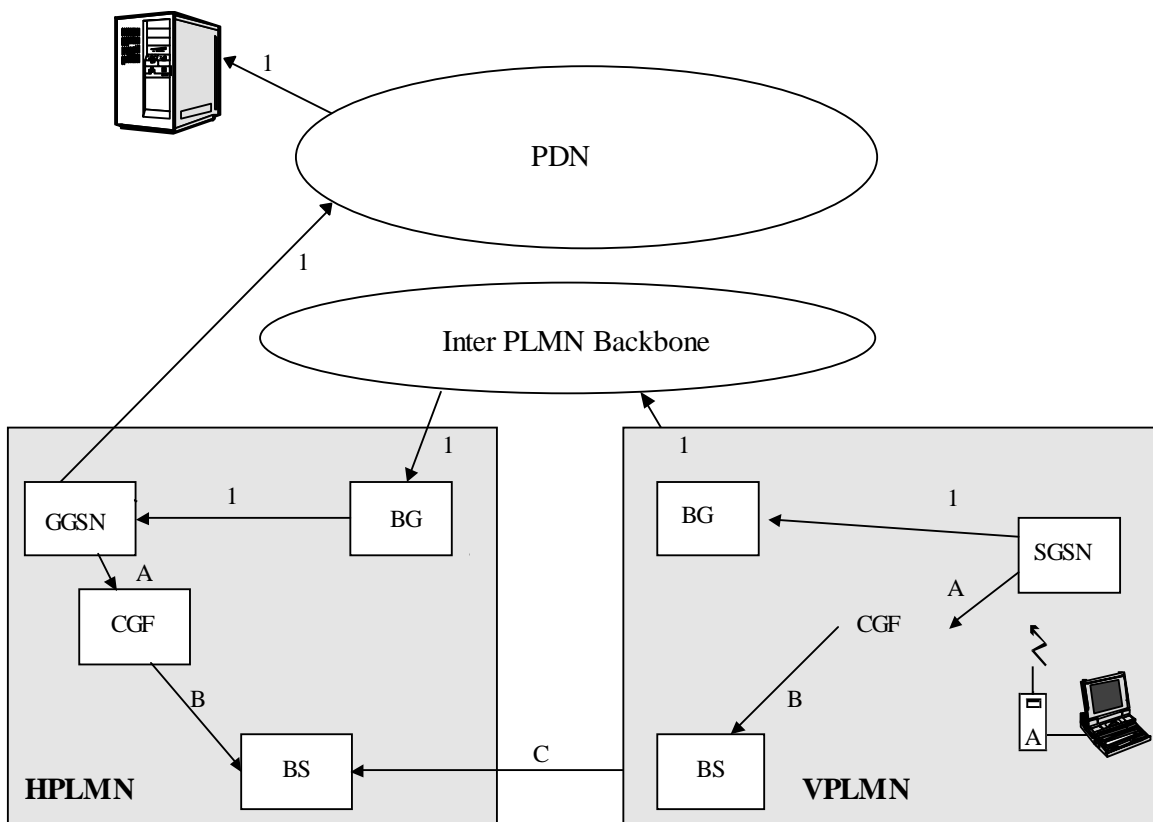 1
PDN
1
Inter PLMN Backbone
1
1
GGSN
1
BG
BG
1
SGSN
A
CGF
A
CGF
B
B
BS
C
BS
A
HPLMN
VPLMN